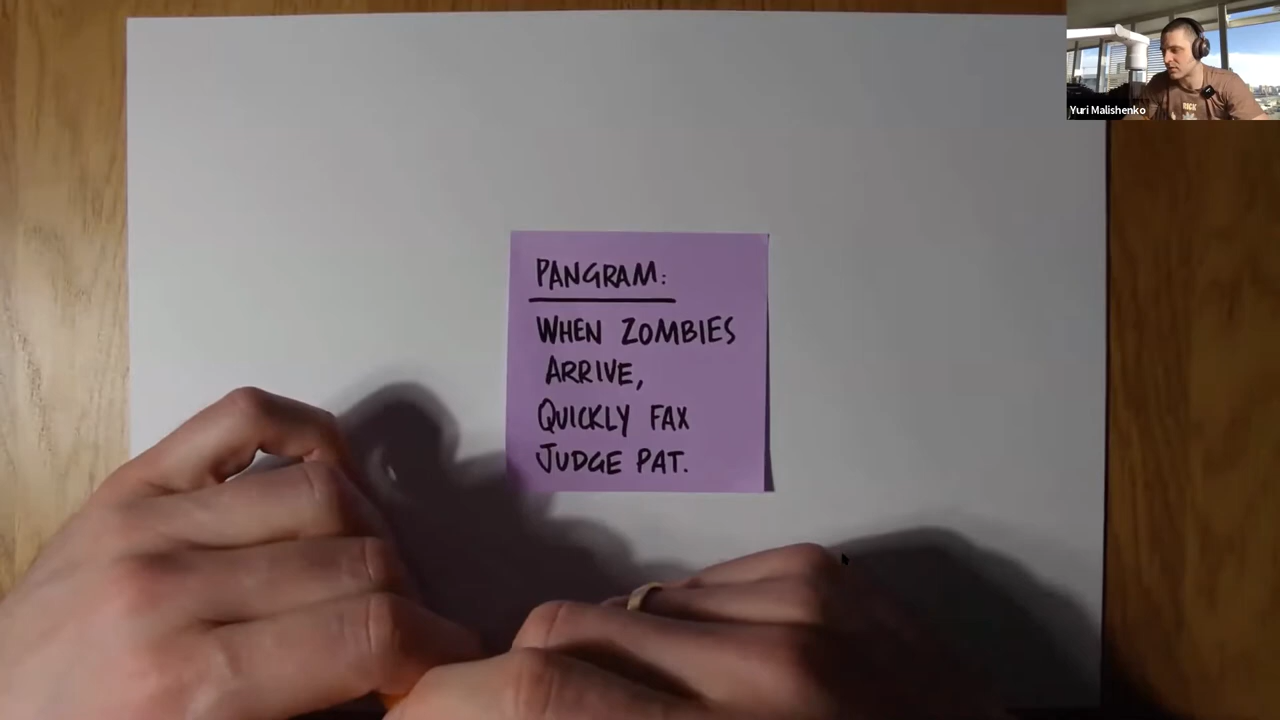 Yuri Malishenko
PANGRAM:
WHEN ZOMBIES
ARRIVE,
QUICKLY FAX
JUDGE PAT.